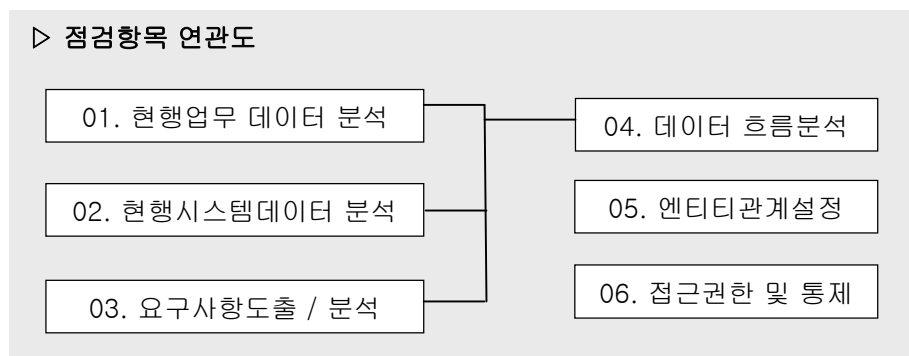 ▷ 점검항목 연관도
01. 현행업무 데이터 분석
02. 현행시스템데이터 분석
03. 요구사항도출 / 분석
04. 데이터 흐름분석
05. 엔티티관계설정
06. 접근권한 및 통제